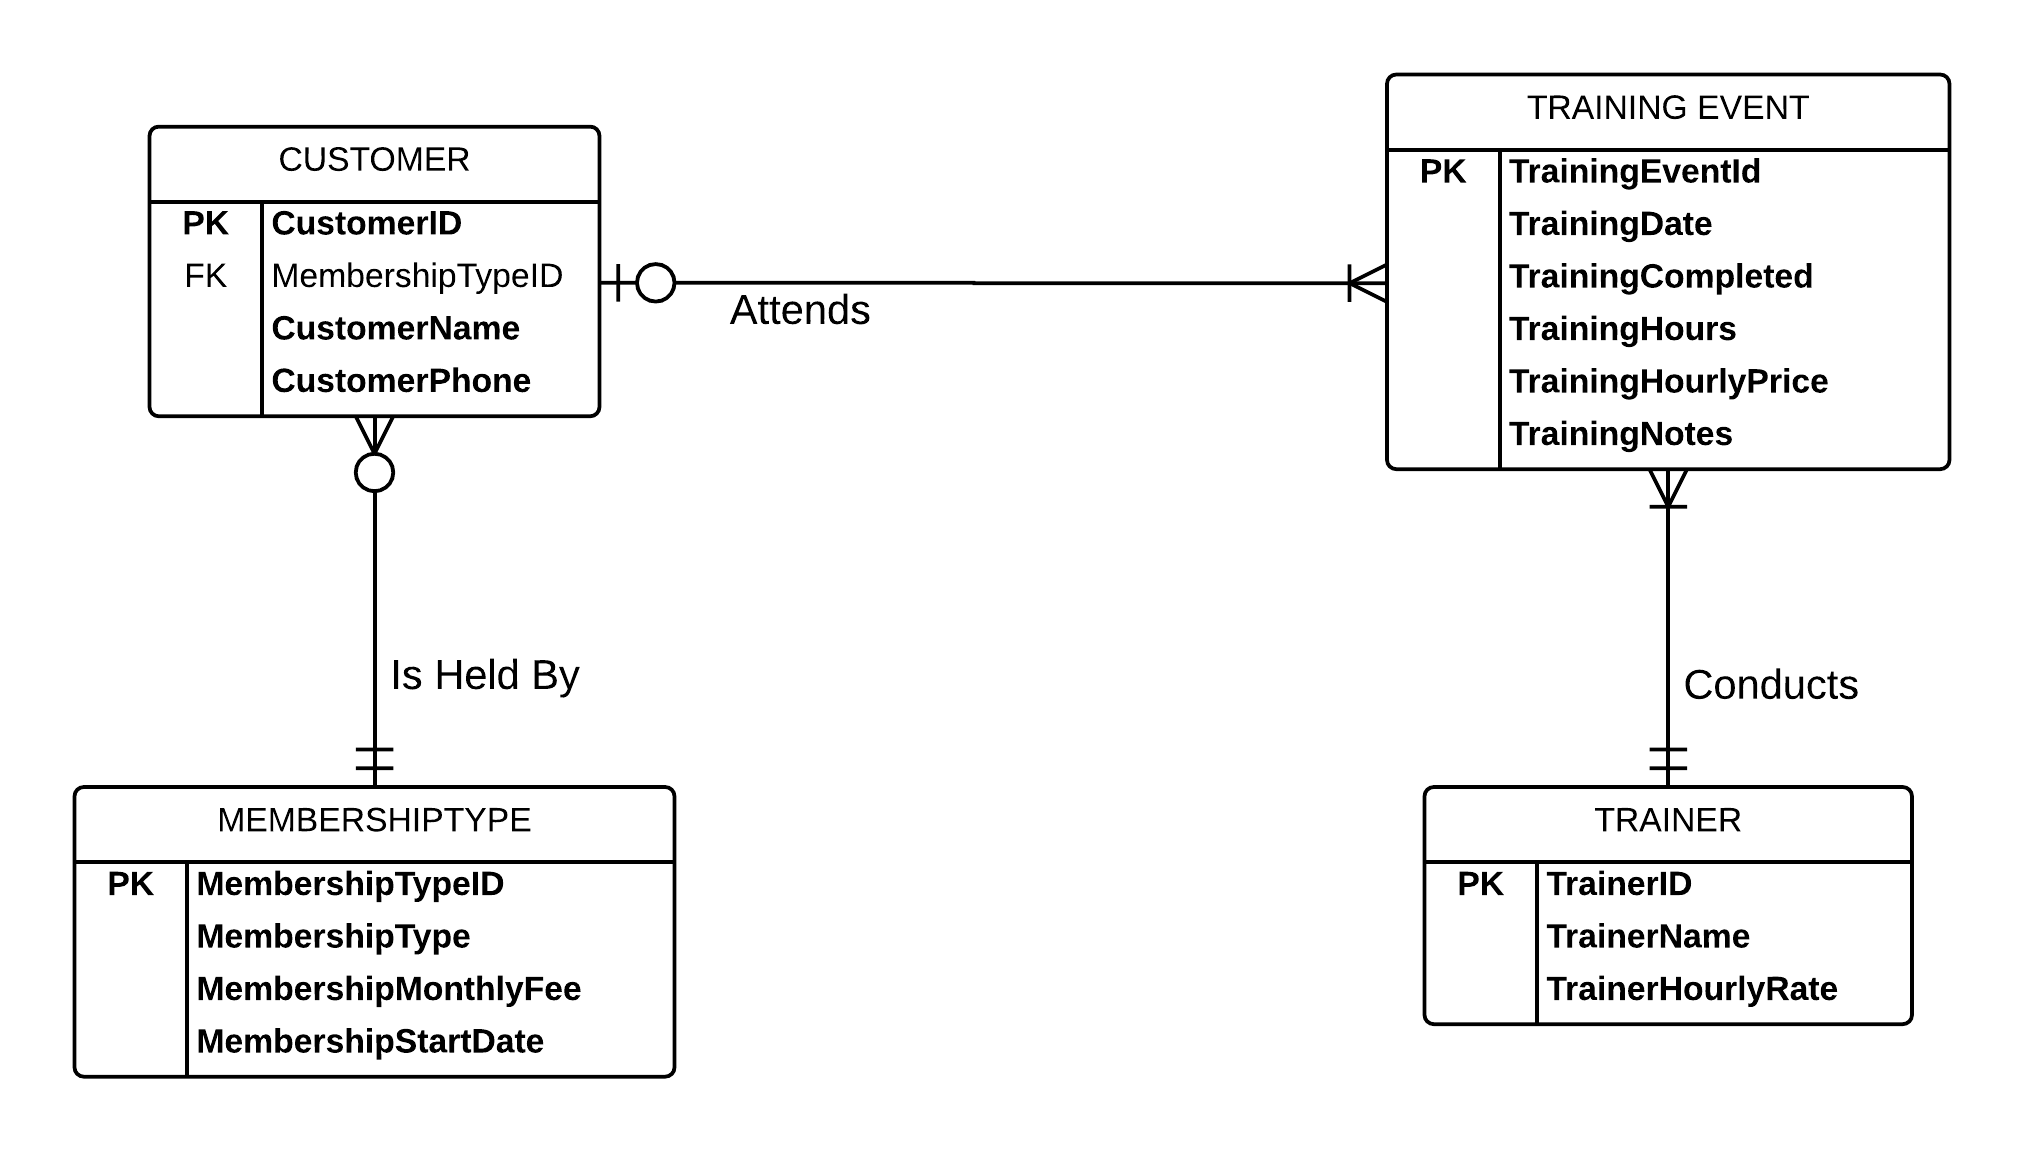 CUSTOMER
PK CustomerID
FK MembershipTypeID
CustomerName
CustomerPhone
Attends
TRAINING EVENT
PK TrainingEventId
TrainingDate
TrainingCompleted
TrainingHours
TrainingHourlyPrice
TrainingNotes
Is Held By
Conducts
MEMBERSHIPTYPE
PK MembershipTypeID
MembershipType
MembershipMonthlyFee
MembershipStartDate
TRAINER
PK TrainerID
TrainerName
TrainerHourlyRate